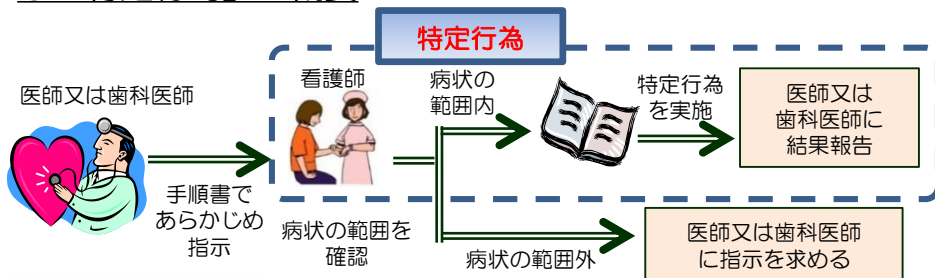 特定行為
医師又は歯科医師
手順書で
あらかじめ
指示
看護師
病状の範囲を
確認
病状の
範囲内
特定行為
を実施
医師又は
歯科医師に
結果報告
病状の範囲外
医師又は歯科医師
に指示を求める